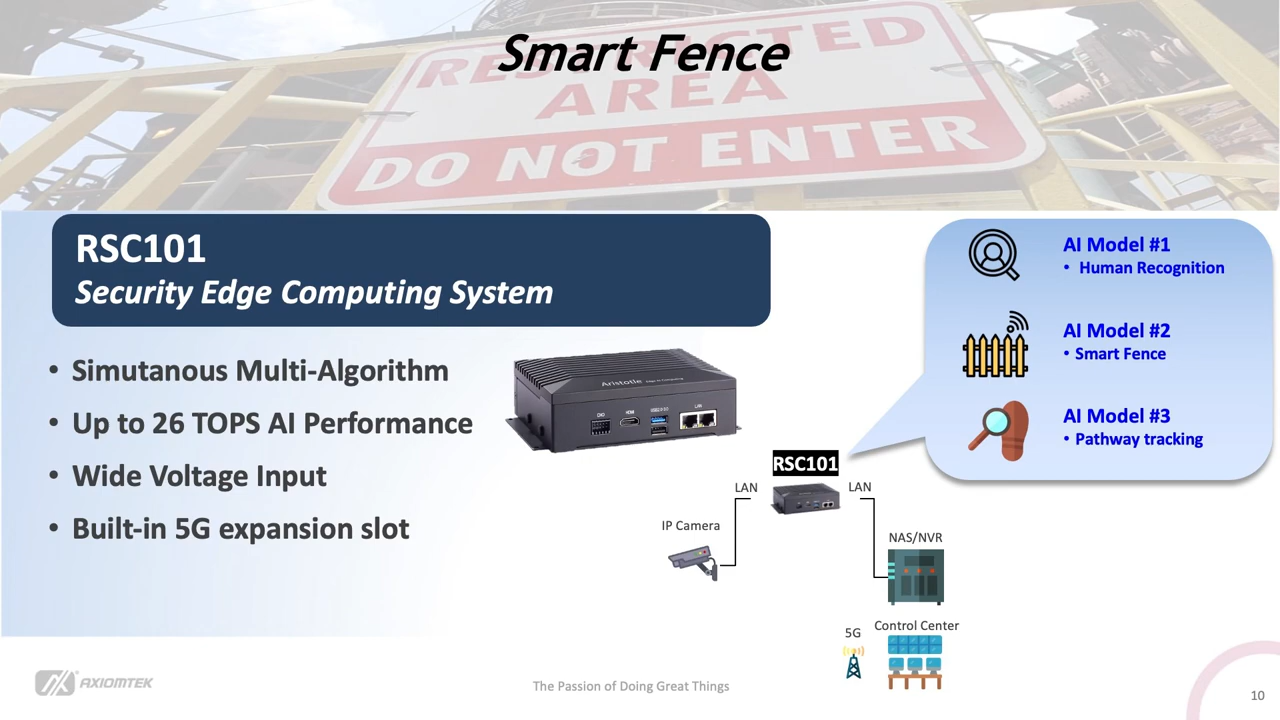 Smart Fence
RESTRICTED
AREA
DO NOT ENTER
RSC101
Security Edge Computing System
• Simutanous Multi-Algorithm
• Up to 26 TOPS AI Performance
• Wide Voltage Input
• Built-in 5G expansion slot
Aristotle
DIO
HDMI
LAN
AI Model #1
• Human Recognition
AI Model #2
• Smart Fence
AI Model #3
• Pathway tracking
RSC101
LAN
LAN
IP Camera
NAS/NVR
5G
Control Center
AXIOMTEK
The Passion of Doing Great Things
10